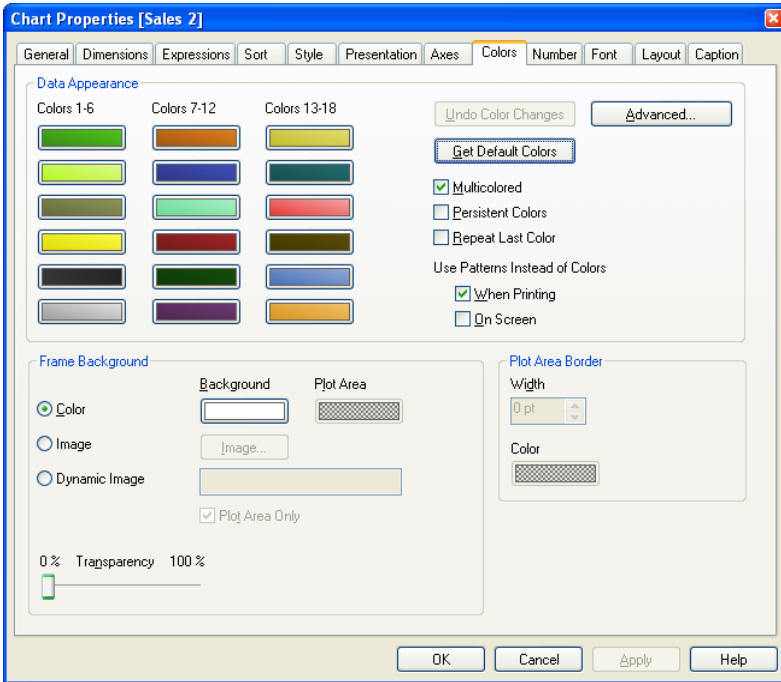 Chart Properties [Sales 2]
General Dimensions Expressions Sort Style Presentation Axes Colors Number Font Layout Caption
Data Appearance
Colors 1-6 Colors 7-12 Colors 13-18
Undo Color Changes Advanced...
Get Default Colors
Multicolored
Persistent Colors
Repeat Last Color
Use Patterns Instead of Colors
When Printing
On Screen
Frame Background
Background Plot Area
Color
Image Image...
Dynamic Image
Plot Area Only
0 % Transparency 100 %
Plot Area Border
Width
0 pt
Color
OK Cancel Apply Help